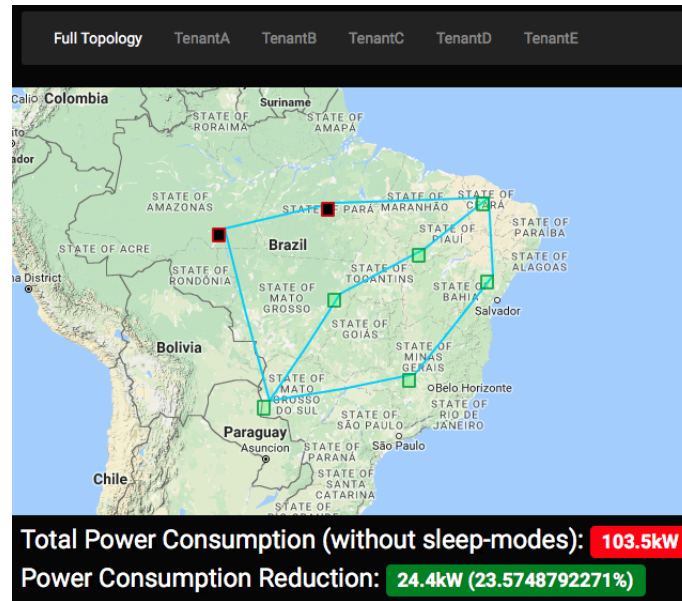 Full Topology TenantA TenantB TenantC TenantD TenantE
Calio Colombia
Suriname
STATE OF RORAIMA
STATE OF AMAPÁ
STATE OF AMAZONAS
STATE OF PARÁ
STATE OF MARANHÃO
STATE OF CEARÁ
STATE OF PIAUÍ
STATE OF PARAÍBA
STATE OF ACRE
Brazil
STATE OF RONDÔNIA
STATE OF TOCANTINS
STATE OF ALAGOAS
STATE OF MATO GROSSO
STATE OF BAHIA
Salvador
STATE OF GOIÁS
Bolivia
STATE OF MINAS GERAIS
STATE OF MATO GROSSO DO SUL
Belo Horizonte
STATE OF RIO DE JANEIRO
STATE OF SÃO PAULO
São Paulo
Paraguay
Asuncion
STATE OF PARANÁ
STATE OF SANTA CATARINA
Chile
Total Power Consumption (without sleep-modes): 103.5kW
Power Consumption Reduction: 24.4kW (23.5748792271%)